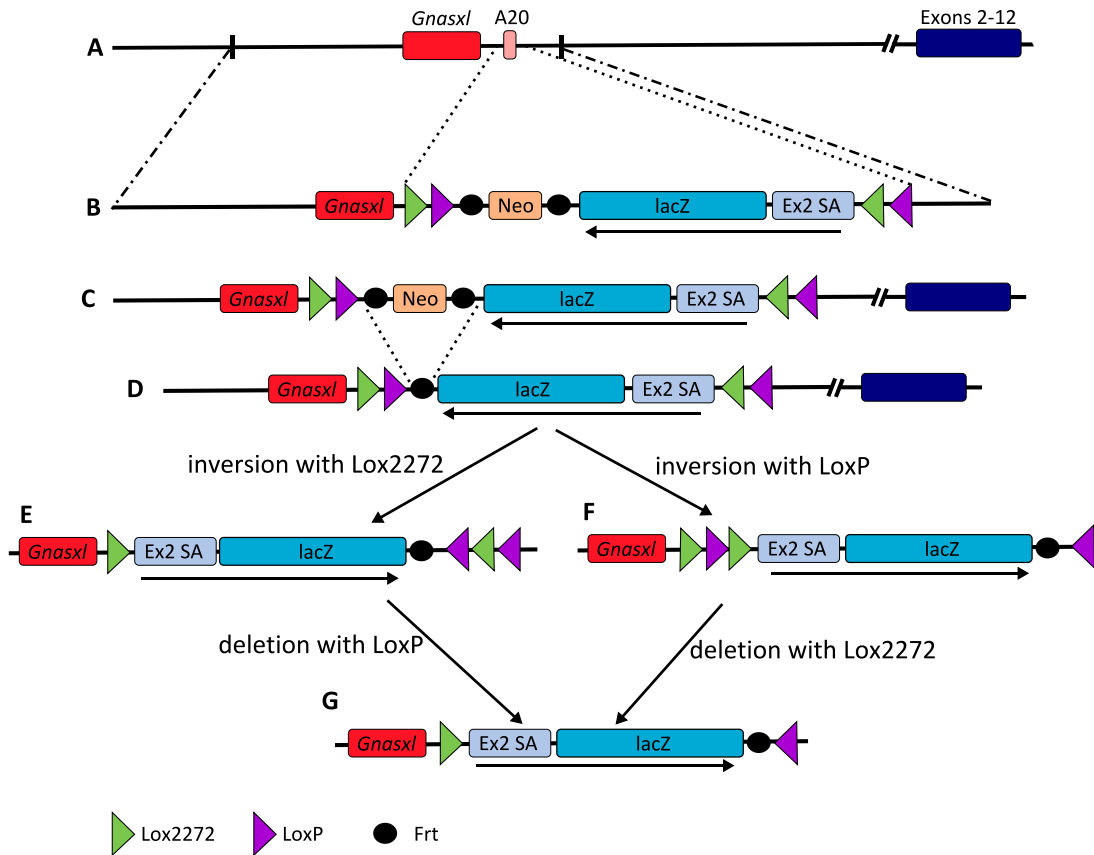 A Gnasxl A20 Exons 2-12
B Gnasxl Neo lacZ Ex2 SA
C Gnasxl Neo lacZ Ex2 SA
D Gnasxl lacZ Ex2 SA
inversion with Lox2272 inversion with LoxP
E Gnasxl Ex2 SA lacZ
F Gnasxl Ex2 SA lacZ
deletion with LoxP deletion with Lox2272
G Gnasxl Ex2 SA lacZ
Lox2272 LoxP Frt